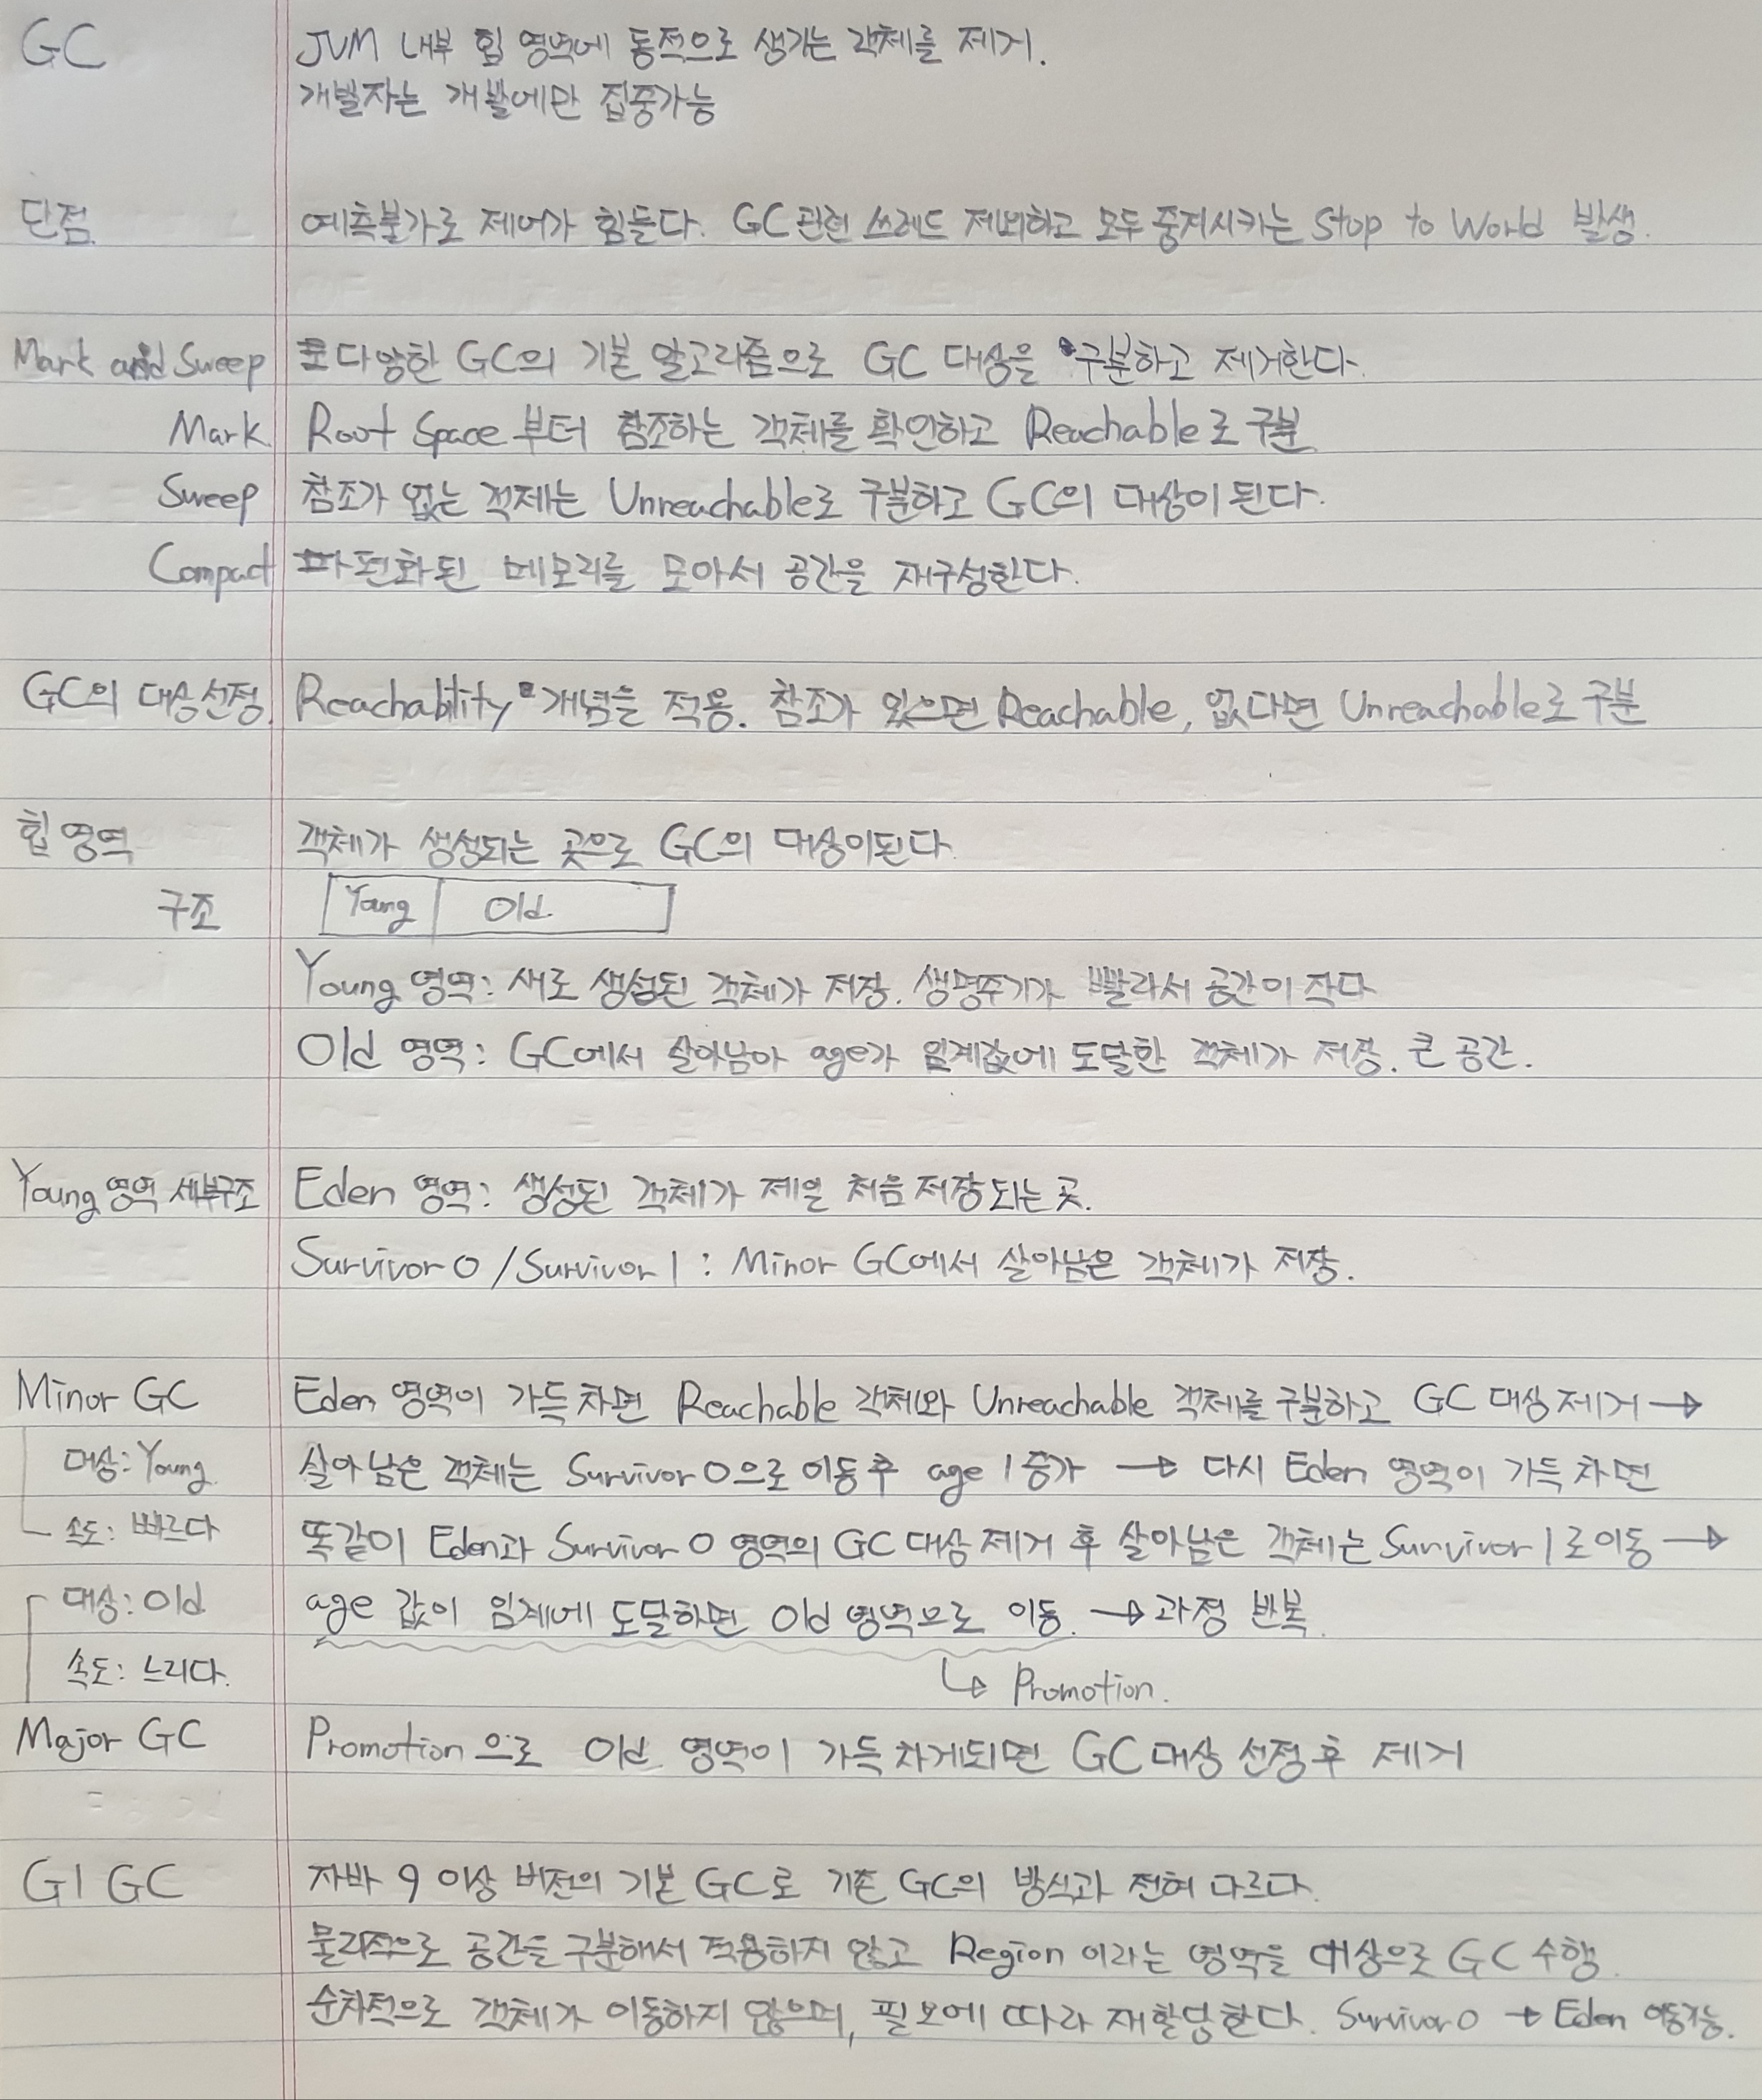 GC JVM 내부 힙 영역에 동적으로 생기는 객체를 제거.
개발자는 개발에만 집중가능
단점. 예측불가로 제어가 힘들다. GC 관련 쓰레드 제외하고 모두 중지시키는 Stop to World 발생.
Mark and Sweep 다양한 GC의 기본 알고리즘으로 GC 대상을 구분하고 제거한다.
Mark Root Space 부터 참조하는 객체를 확인하고 Reachable로 구분
Sweep 참조가 없는 객체는 Unreachable로 구분하고 GC의 대상이 된다.
Compact 파편화된 메모리를 모아서 공간을 재구성한다.
GC의 대상선정. Reachability 개념을 적용. 참조가 있으면 Reachable, 없다면 Unreachable로 구분
힙 영역 객체가 생성되는 곳으로 GC의 대상이된다.
구조 Young Old.
Young 영역: 새로 생성된 객체가 저장. 생명주기가 빨라서 공간이 작다
Old 영역: GC에서 살아남아 age가 임계값에 도달한 객체가 저장. 큰 공간.
Young 영역 세부구조 Eden 영역: 생성된 객체가 제일 처음 저장되는 곳.
Survivor 0 / Survivor 1 : Minor GC에서 살아남은 객체가 저장.
Minor GC Eden 영역이 가득 차면 Reachable 객체와 Unreachable 객체를 구분하고 GC 대상 제거 →
대상: Young. 살아남은 객체는 Survivor 0으로 이동 후 age 1 증가 → 다시 Eden 영역이 가득 차면
속도: 빠르다 똑같이 Eden과 Survivor 0 영역의 GC 대상 제거 후 살아남은 객체는 Survivor 1로 이동 →
대상: Old age 값이 임계에 도달하면 Old 영역으로 이동. → 과정 반복.
속도: 느리다. ↳ Promotion.
Major GC Promotion 으로 Old 영역이 가득 차게되면 GC 대상 선정 후 제거
G1 GC 자바 9 이상 버전의 기본 GC로 기존 GC의 방식과 전혀 다르다.
물리적으로 공간을 구분해서 적용하지 않고 Region 이라는 영역을 대상으로 GC 수행.
순차적으로 객체가 이동하지 않으며, 필요에 따라 재할당한다. Survivor 0 → Eden 이동가능.